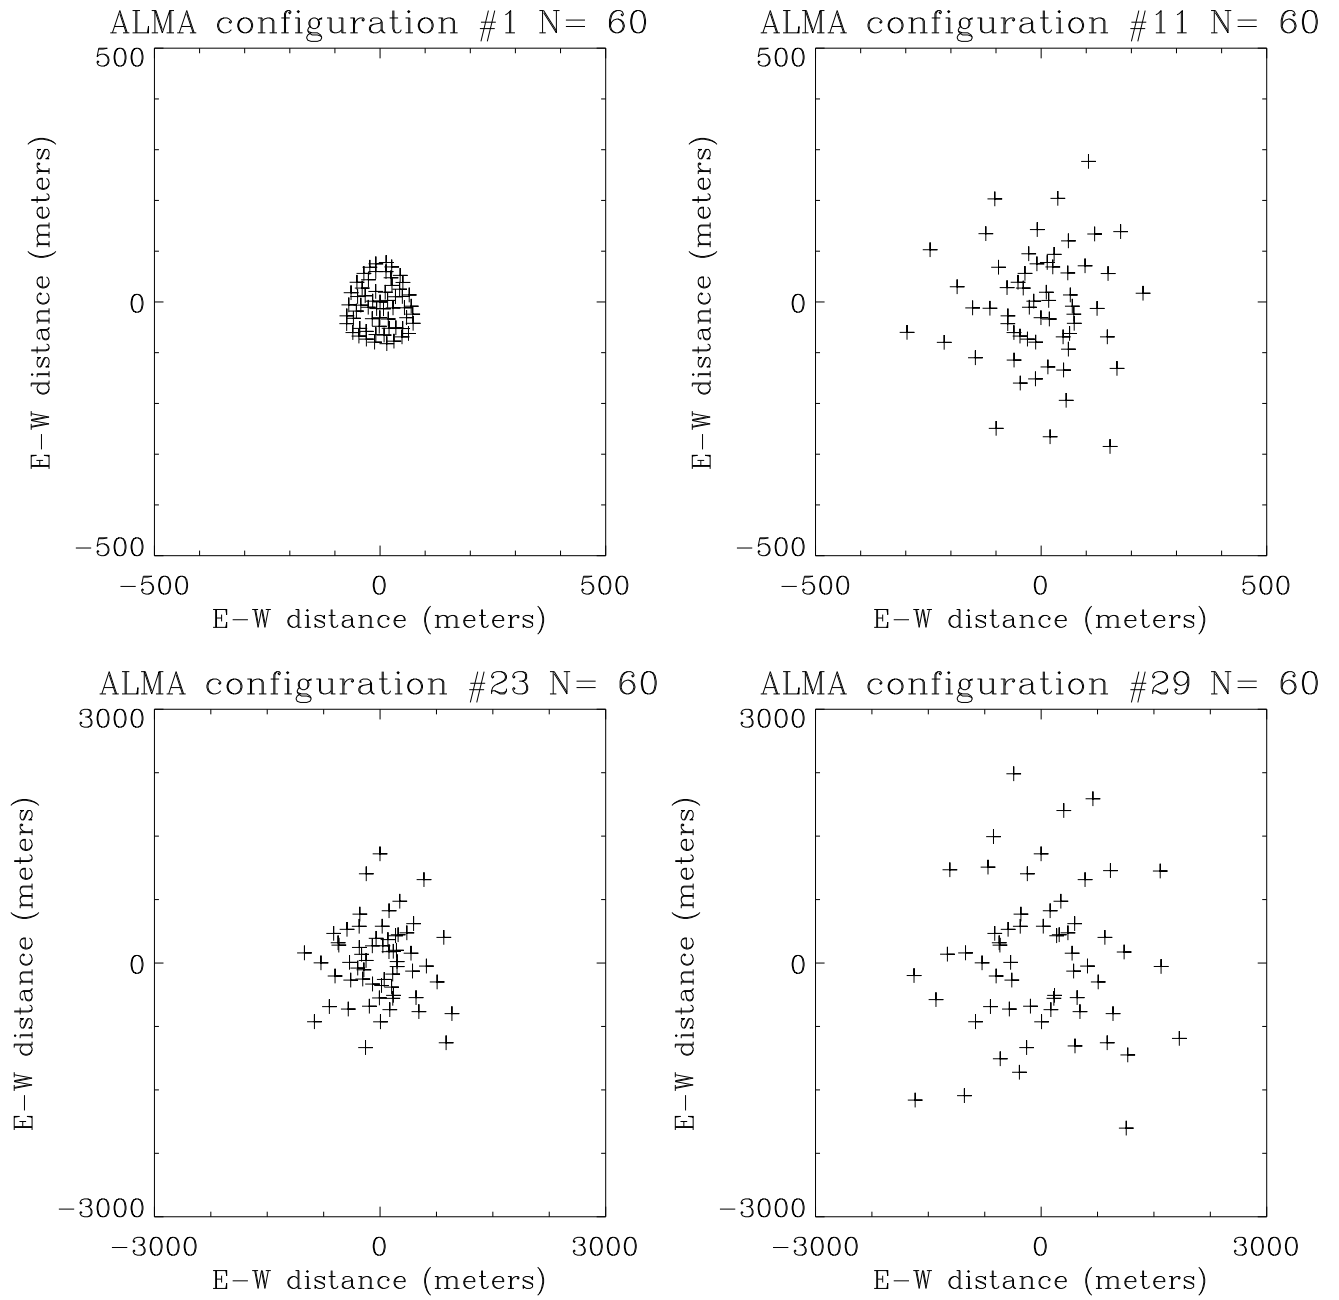 ALMA configuration #1 N= 60
500
0
−500
E−W distance (meters)
−500 0 500
E−W distance (meters)
ALMA configuration #11 N= 60
500
0
−500
E−W distance (meters)
−500 0 500
E−W distance (meters)
ALMA configuration #23 N= 60
3000
0
−3000
E−W distance (meters)
−3000 0 3000
E−W distance (meters)
ALMA configuration #29 N= 60
3000
0
−3000
E−W distance (meters)
−3000 0 3000
E−W distance (meters)